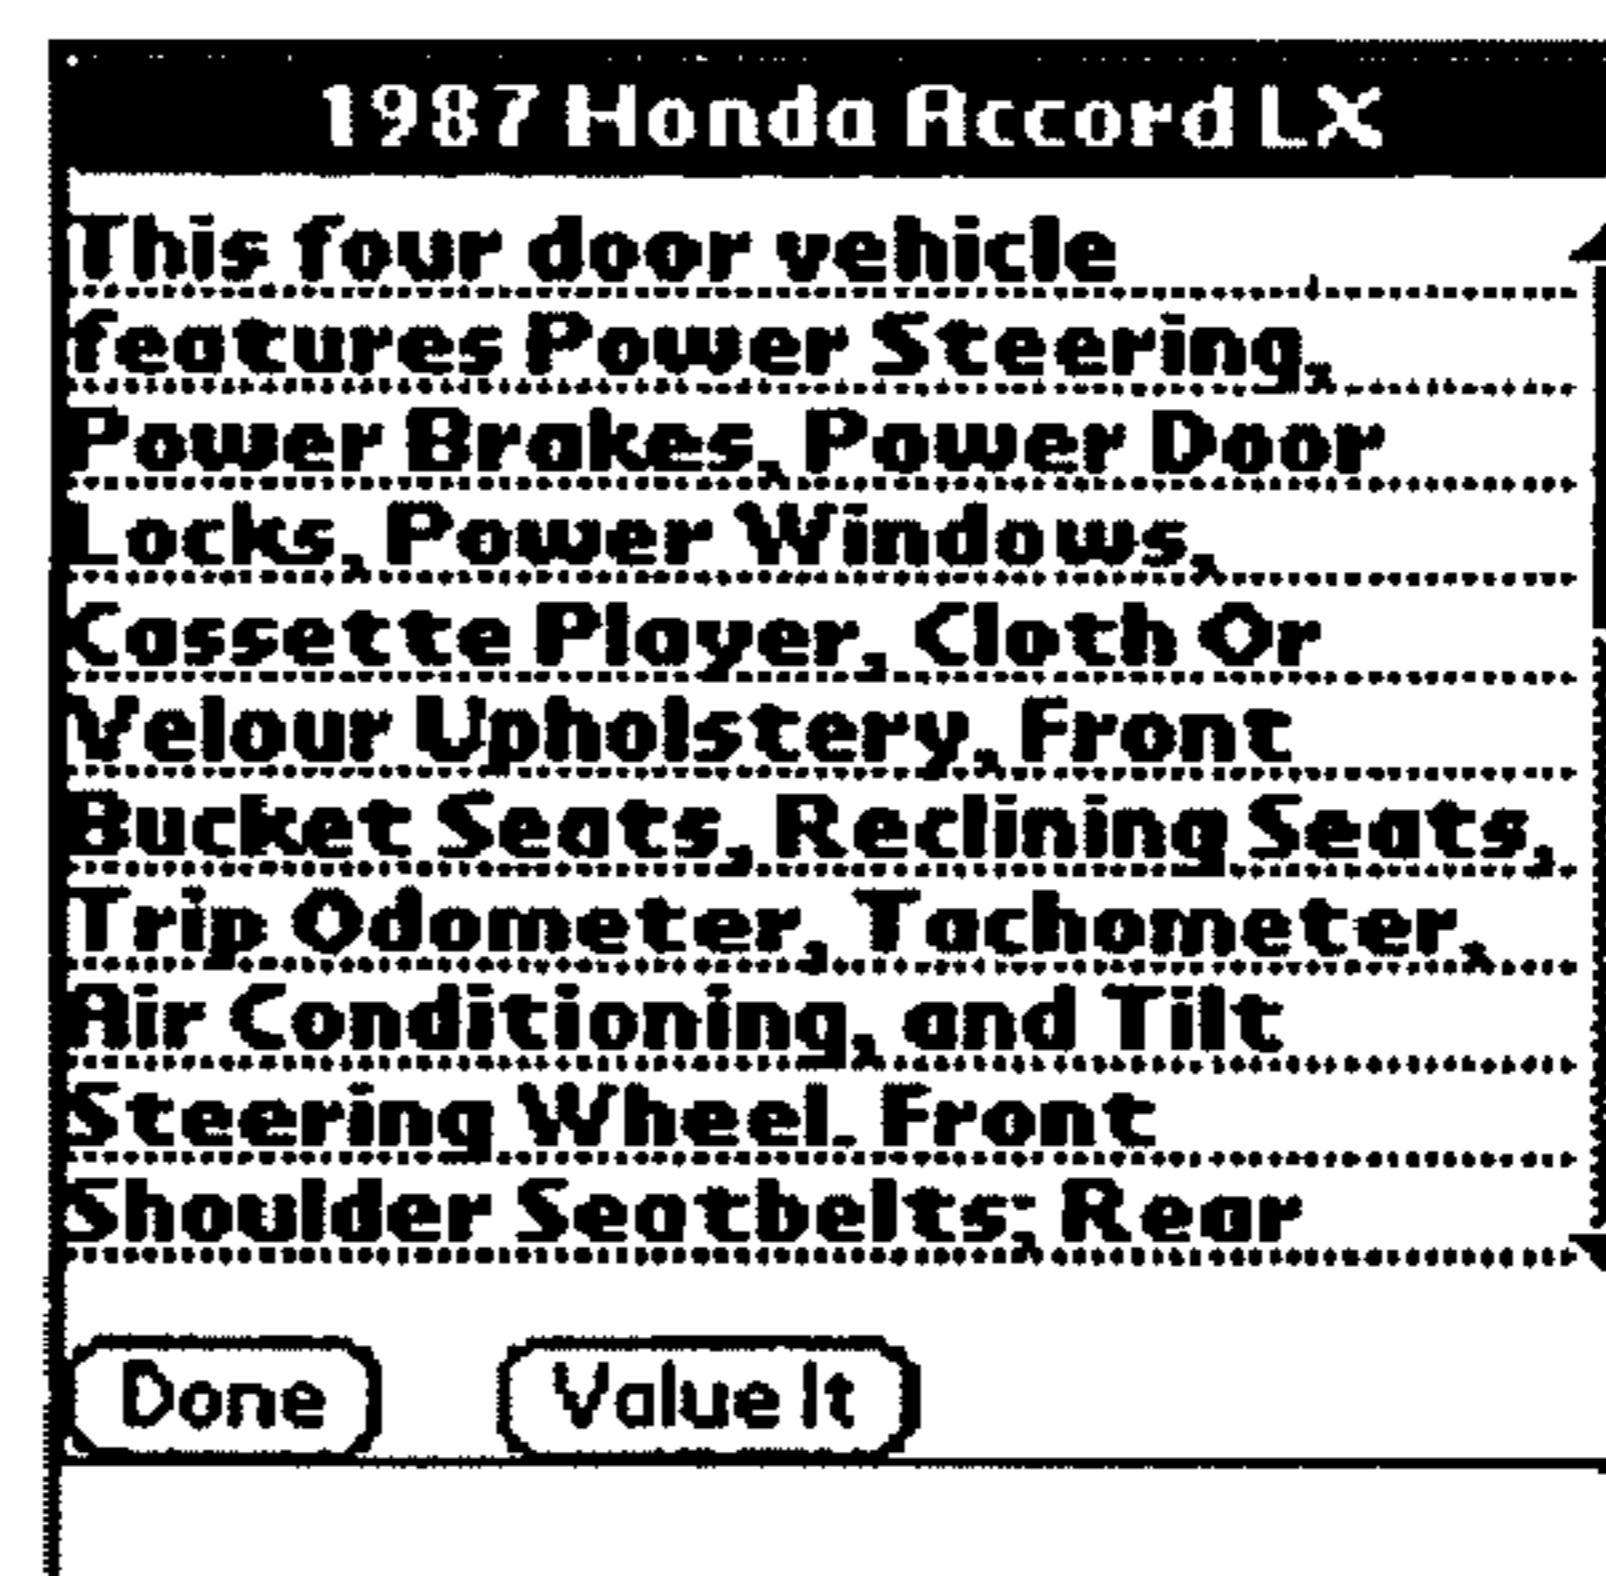 1987 Honda Accord LX
This four door vehicle
features Power Steering,
Power Brakes, Power Door
Locks, Power Windows,
Cassette Player, Cloth Or
Velour Upholstery, Front
Bucket Seats, Reclining Seats,
Trip Odometer, Tachometer,
Air Conditioning, and Tilt
Steering Wheel. Front
Shoulder Seatbelts; Rear
Done
Value It